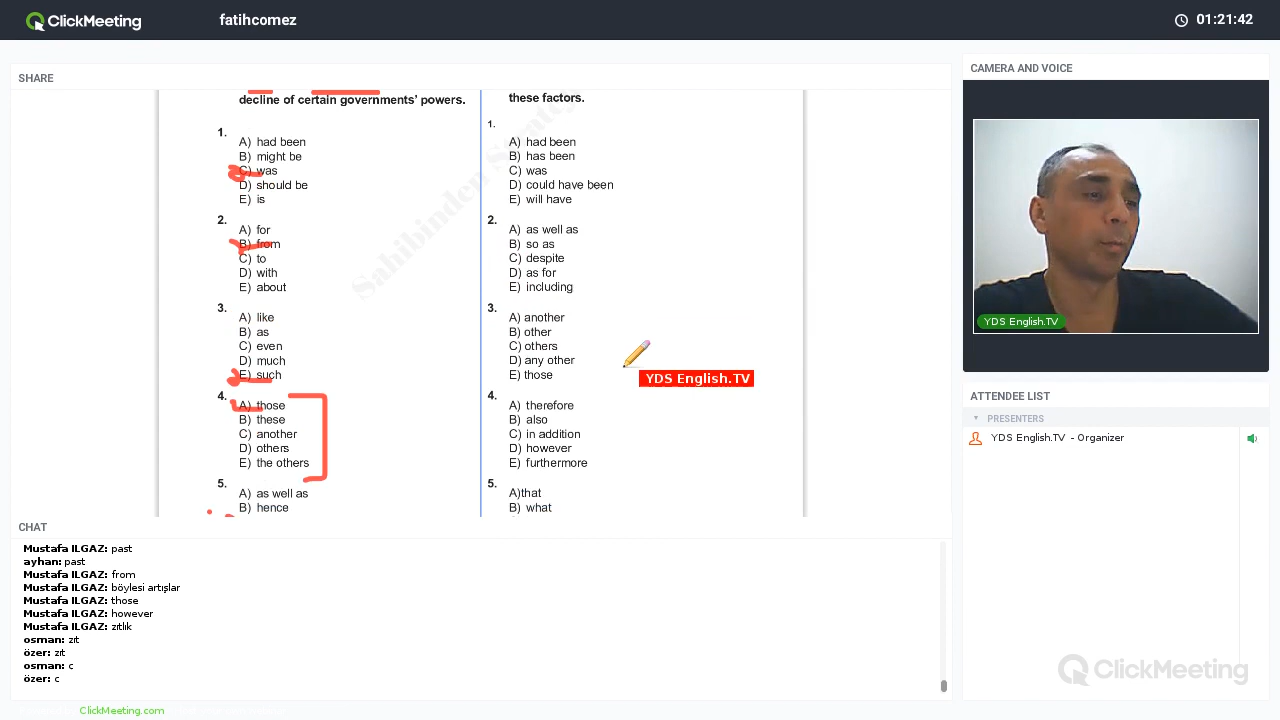 ClickMeeting
fatihcomez
01:21:42
SHARE
decline of certain governments' powers.
1.
A) had been
B) might be
C) was
D) should be
E) is
2.
A) for
B) from
C) to
D) with
E) about
3.
A) like
B) as
C) even
D) much
E) such
4.
A) those
B) these
C) another
D) others
E) the others
5.
A) as well as
B) hence
these factors.
1.
A) had been
B) has been
C) was
D) could have been
E) will have
2.
A) as well as
B) so as
C) despite
D) as for
E) including
3.
A) another
B) other
C) others
D) any other
E) those
4.
A) therefore
B) also
C) in addition
D) however
E) furthermore
5.
A)that
B) what
Sahibinden
YDS English.TV
CAMERA AND VOICE
YDS English.TV
ATTENDEE LIST
PRESENTERS
YDS English.TV - Organizer
CHAT
Mustafa ILGAZ: past
ayhan: past
Mustafa ILGAZ: from
Mustafa ILGAZ: böylesi artışlar
Mustafa ILGAZ: those
Mustafa ILGAZ: however
Mustafa ILGAZ: zıtlık
osman: zıt
özer: zıt
osman: c
özer: c
ClickMeeting
ClickMeeting.com